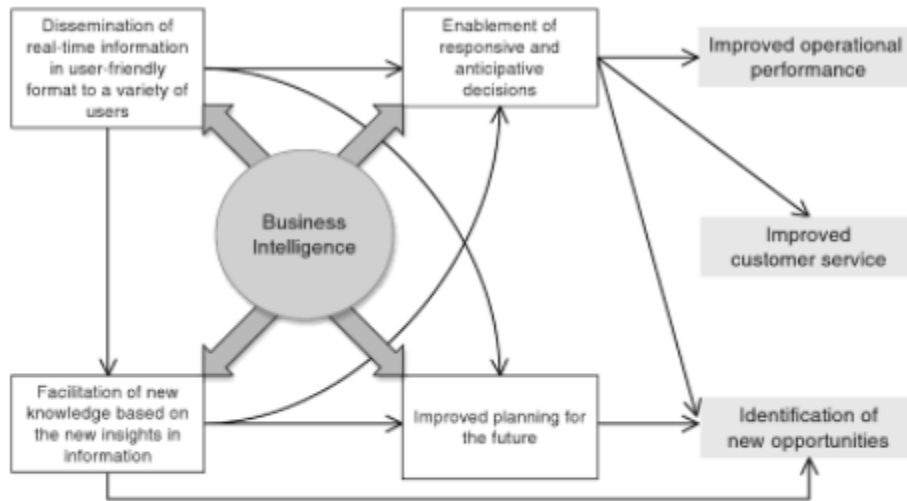 Dissemination of
real-time information
in user-friendly
format to a variety of
users
Enablement of
responsive and
anticipative
decisions
Improved operational
performance
Business
Intelligence
Improved
customer service
Facilitation of new
knowledge based on
the new insights in
information
Improved planning for
the future
Identification of
new opportunities